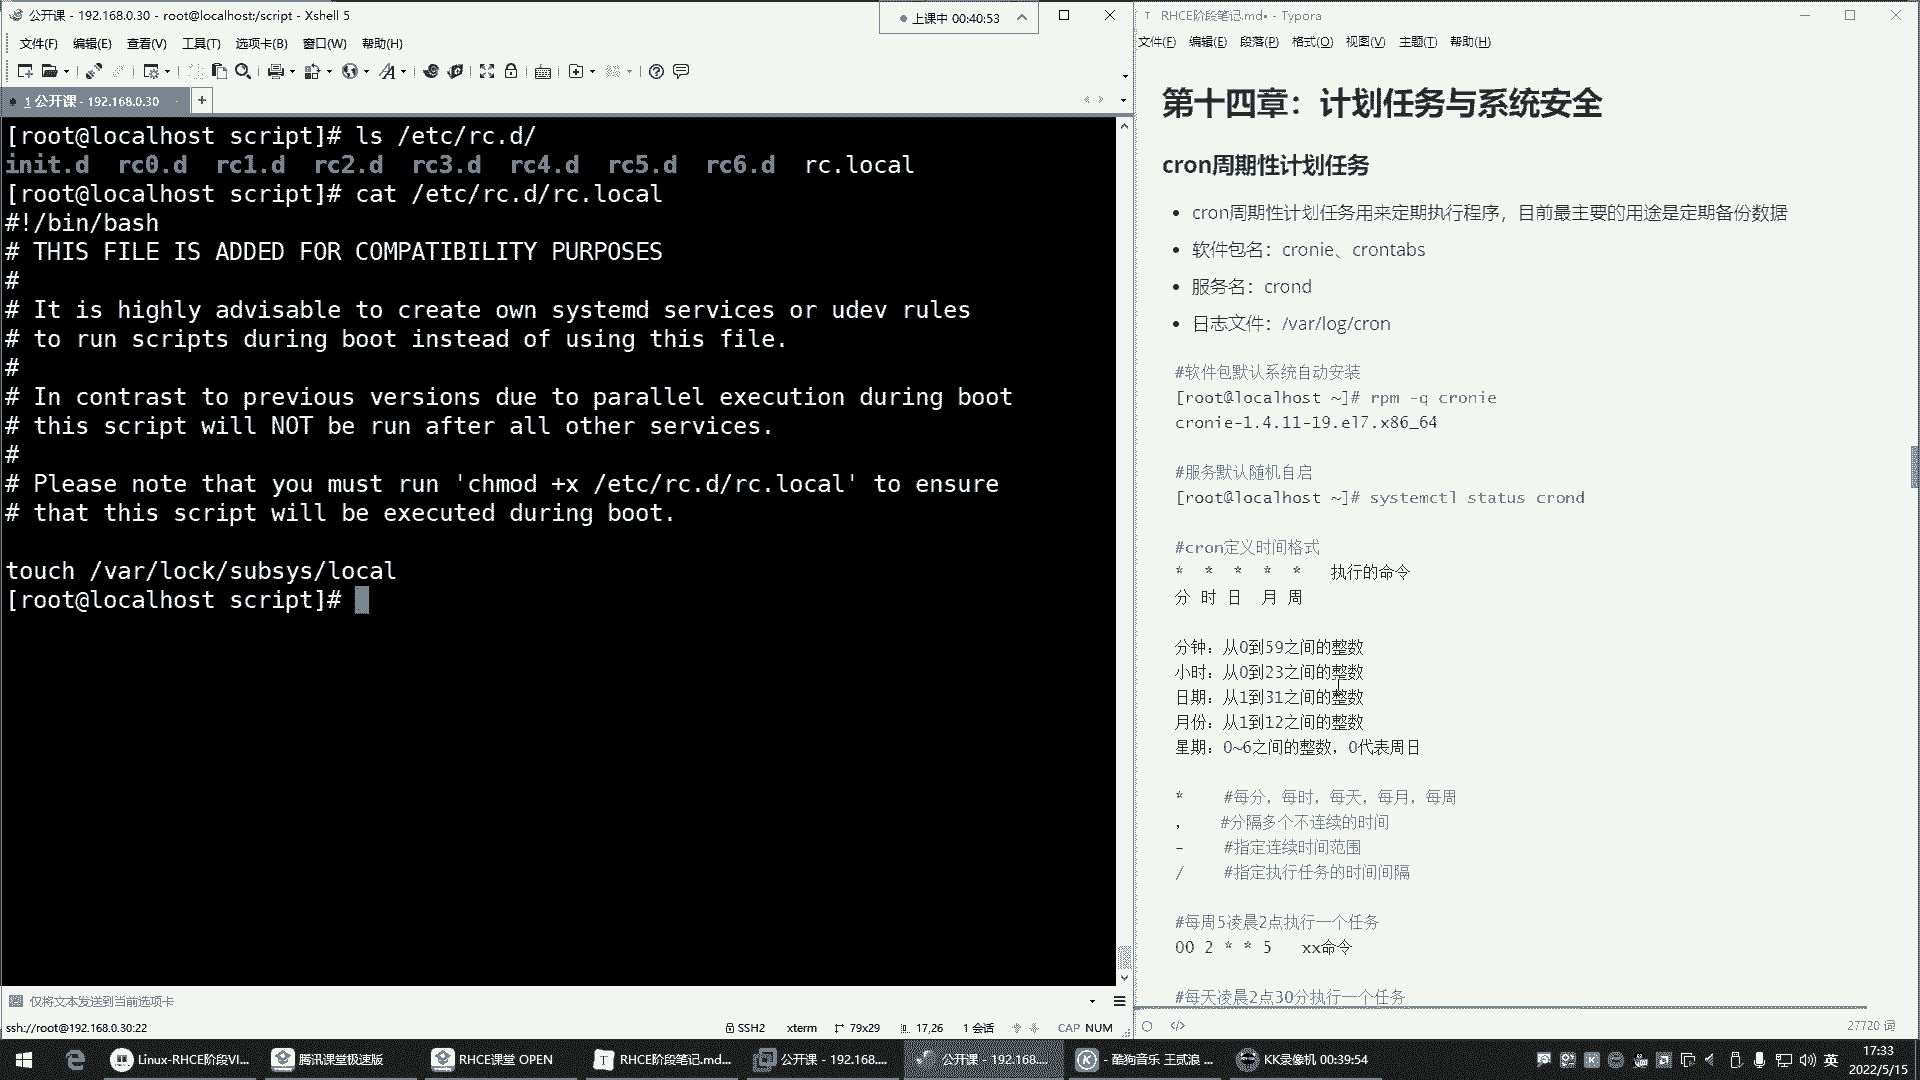 公开课 - 192.168.0.30 - root@localhost:/script - Xshell 5
上课中 00:40:53
文件(F) 编辑(E) 查看(V) 工具(T) 选项卡(B) 窗口(W) 帮助(H)
1 公开课 - 192.168.0.30
[root@localhost script]# ls /etc/rc.d/
init.d rc0.d rc1.d rc2.d rc3.d rc4.d rc5.d rc6.d rc.local
[root@localhost script]# cat /etc/rc.d/rc.local
#!/bin/bash
# THIS FILE IS ADDED FOR COMPATIBILITY PURPOSES
#
# It is highly advisable to create own systemd services or udev rules
# to run scripts during boot instead of using this file.
#
# In contrast to previous versions due to parallel execution during boot
# this script will NOT be run after all other services.
#
# Please note that you must run 'chmod +x /etc/rc.d/rc.local' to ensure
# that this script will be executed during boot.
touch /var/lock/subsys/local
[root@localhost script]#
仅将文本发送到当前选项卡
ssh://root@192.168.0.30:22 SSH2 xterm 79x29 17,26 1 会话 CAP NUM
RHCE阶段笔记.md• - Typora
文件(F) 编辑(E) 段落(P) 格式(O) 视图(V) 主题(T) 帮助(H)
第十四章：计划任务与系统安全
cron周期性计划任务
cron周期性计划任务用来定期执行程序，目前最主要的用途是定期备份数据
软件包名：cronie、crontabs
服务名：crond
日志文件：/var/log/cron
#软件包默认系统自动安装
[root@localhost ~]# rpm -q cronie
cronie-1.4.11-19.el7.x86_64
#服务默认随机自启
[root@localhost ~]# systemctl status crond
#cron定义时间格式
* * * * * 执行的命令
分 时 日 月 周
分钟：从0到59之间的整数
小时：从0到23之间的整数
日期：从1到31之间的整数
月份：从1到12之间的整数
星期：0~6之间的整数，0代表周日
* #每分，每时，每天，每月，每周
, #分隔多个不连续的时间
- #指定连续时间范围
/ #指定执行任务的时间间隔
#每周5凌晨2点执行一个任务
00 2 * * 5 xx命令
#每天凌晨2点30分执行一个任务
27720 词
Linux-RHCE阶段VI... 腾讯课堂极速版 RHCE课堂 OPEN RHCE阶段笔记.md... 公开课 - 192.168.... 公开课 - 192.168.... - 酷狗音乐 王贰浪 ... KK录像机 00:39:54 英 17:33
2022/5/15